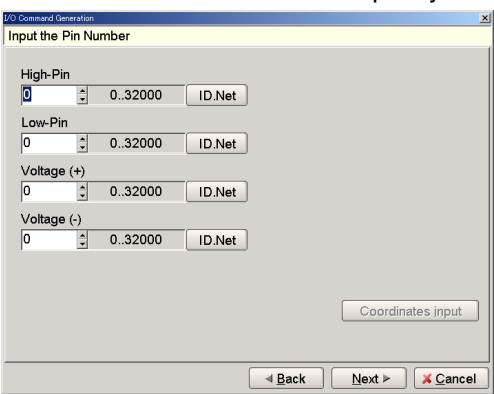 I/O Command Generation
Input the Pin Number
High-Pin
0 0..32000 ID.Net
Low-Pin
0 0..32000 ID.Net
Voltage (+)
0 0..32000 ID.Net
Voltage (-)
0 0..32000 ID.Net
Coordinates input
Back Next Cancel